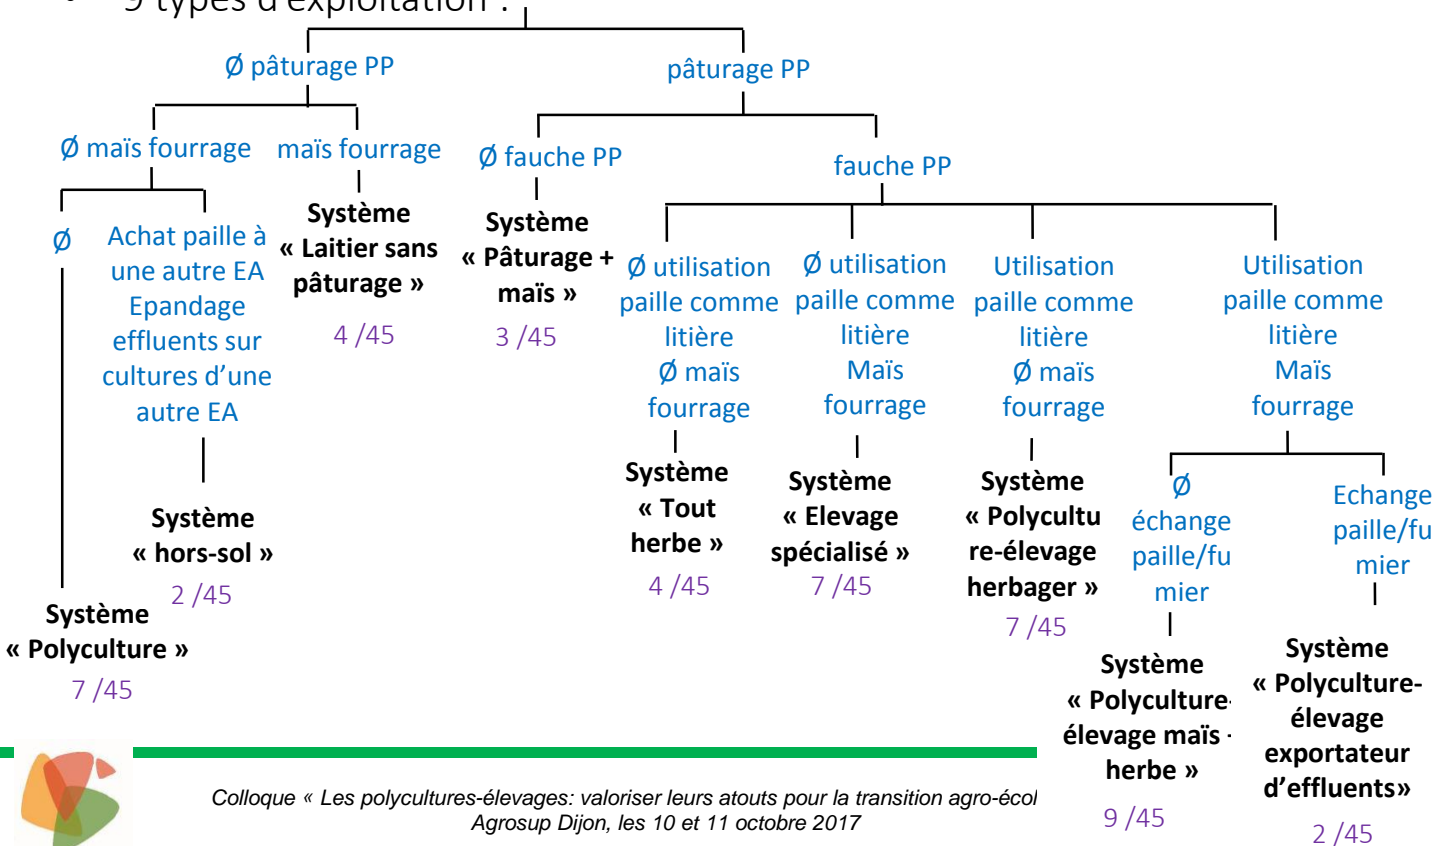 • 9 types d'exploitation :
Ø pâturage PP
pâturage PP
Ø maïs fourrage
maïs fourrage
Ø fauche PP
fauche PP
Ø
Achat paille à
une autre EA
Epandage
effluents sur
cultures d'une
autre EA
Système
« Laitier sans
pâturage »
4 /45
Système
« Pâturage +
maïs »
3 /45
Ø utilisation
paille comme
litière
Ø maïs
fourrage
Ø utilisation
paille comme
litière
Maïs
fourrage
Utilisation
paille comme
litière
Ø maïs
fourrage
Utilisation
paille comme
litière
Maïs
fourrage
Système
« hors-sol »
2 /45
Système
« Polyculture »
7 /45
Système
« Tout
herbe »
4 /45
Système
« Elevage
spécialisé »
7 /45
Système
« Polycultu
re-élevage
herbager »
7 /45
Ø
échange
paille/fu
mier
Echange
paille/fu
mier
Système
« Polyculture-
élevage maïs -
herbe »
9 /45
Système
« Polyculture-
élevage
exportateur
d'effluents»
2 /45
Colloque « Les polycultures-élevages: valoriser leurs atouts pour la transition agro-écol
Agrosup Dijon, les 10 et 11 octobre 2017